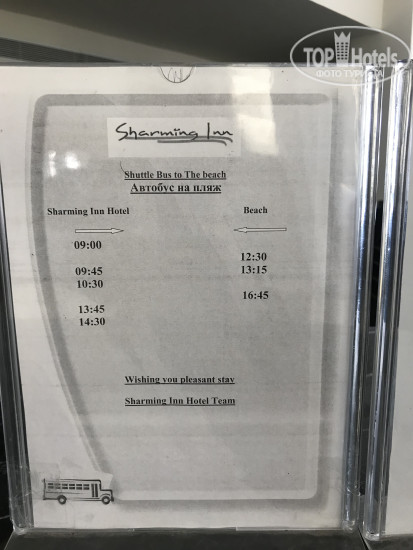 TOP Hotels
ФОТО ТУРИСТА
Sharming Inn
Shuttle Bus to The beach
Автобус на пляж
Sharming Inn Hotel Beach
09:00
12:30
09:45 13:15
10:30
16:45
13:45
14:30
Wishing you pleasant stay
Sharming Inn Hotel Team